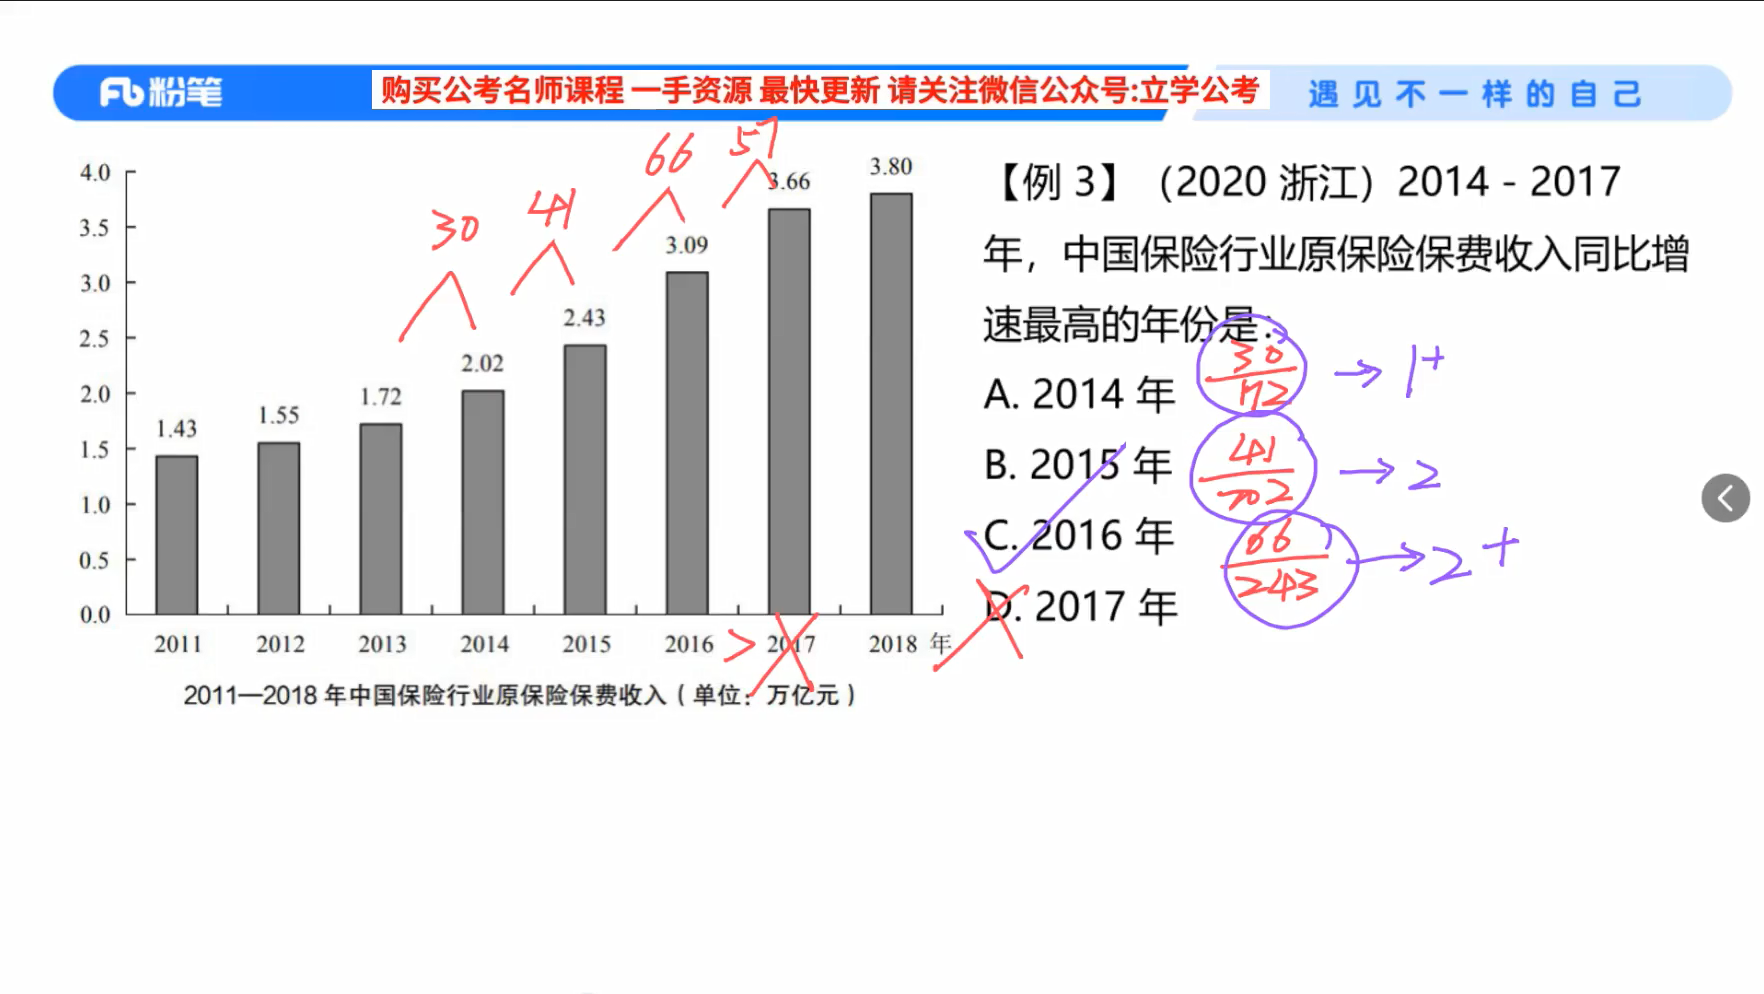 粉笔
购买公考名师课程 一手资源 最快更新 请关注微信公众号:立学公考
遇见不一样的自己
【例 3】（2020 浙江）2014 - 2017
年，中国保险行业原保险保费收入同比增
速最高的年份是：
A. 2014 年
30/172 → 1+
B. 2015 年
41/202 → 2
C. 2016 年
66/243 → 2+
D. 2017 年
30 41 66 57
4.0
3.5
3.0
2.5
2.0
1.5
1.0
0.5
0.0
1.43 1.55 1.72 2.02 2.43 3.09 3.66 3.80
2011 2012 2013 2014 2015 2016 > 2017 2018 年
2011—2018 年中国保险行业原保险保费收入（单位：万亿元）